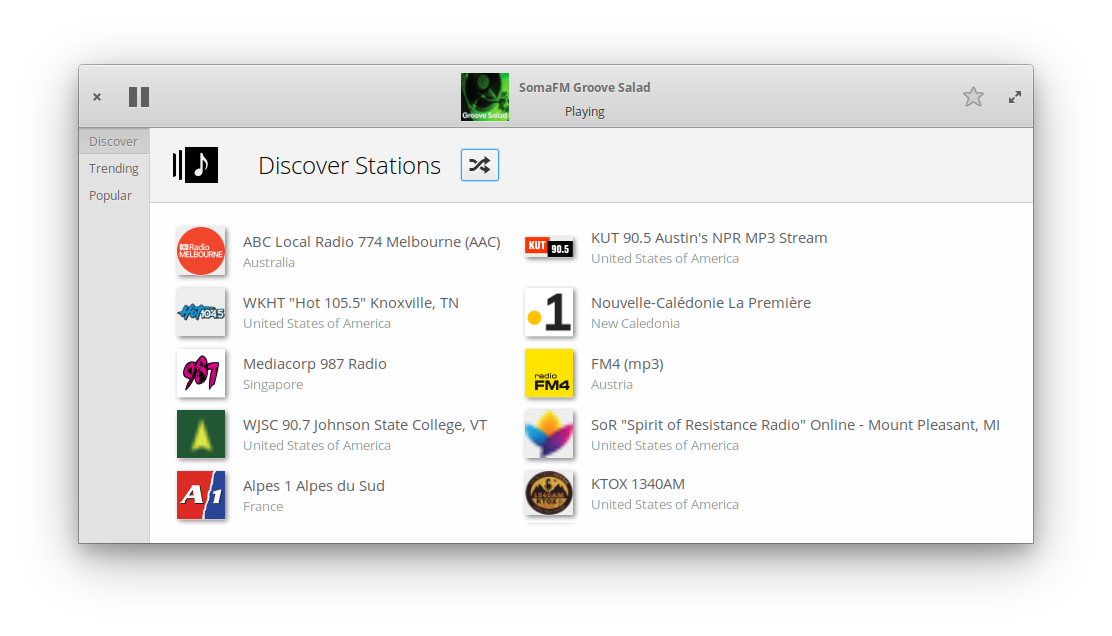 SomaFM Groove Salad
Groove Salad
Playing
Discover
Trending
Popular
Discover Stations
Radio
MELBOURNE
ABC Local Radio 774 Melbourne (AAC)
Australia
KUT 90.5
KUT 90.5 Austin's NPR MP3 Stream
United States of America
HOT 104.5
WKHT "Hot 105.5" Knoxville, TN
United States of America
1
Nouvelle-Calédonie La Première
New Caledonia
987
Mediacorp 987 Radio
Singapore
radio
FM4
FM4 (mp3)
Austria
WJSC 90.7 Johnson State College, VT
United States of America
SoR "Spirit of Resistance Radio" Online - Mount Pleasant, MI
United States of America
A1
Alpes 1 Alpes du Sud
France
1340AM
KTOX
KTOX 1340AM
United States of America